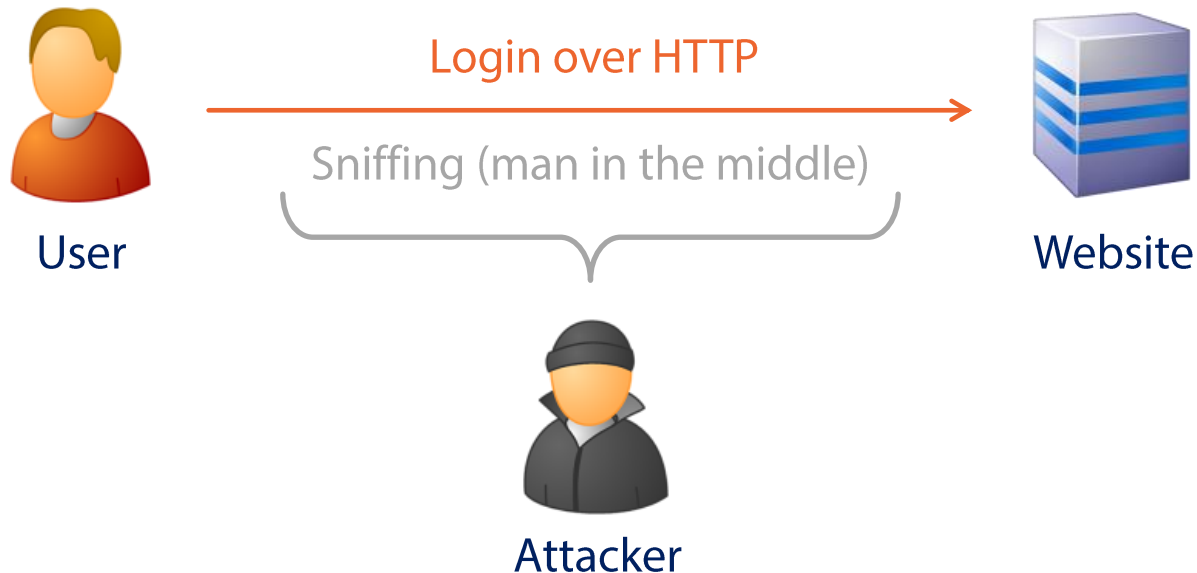 Login over HTTP
Sniffing (man in the middle)
User
Website
Attacker